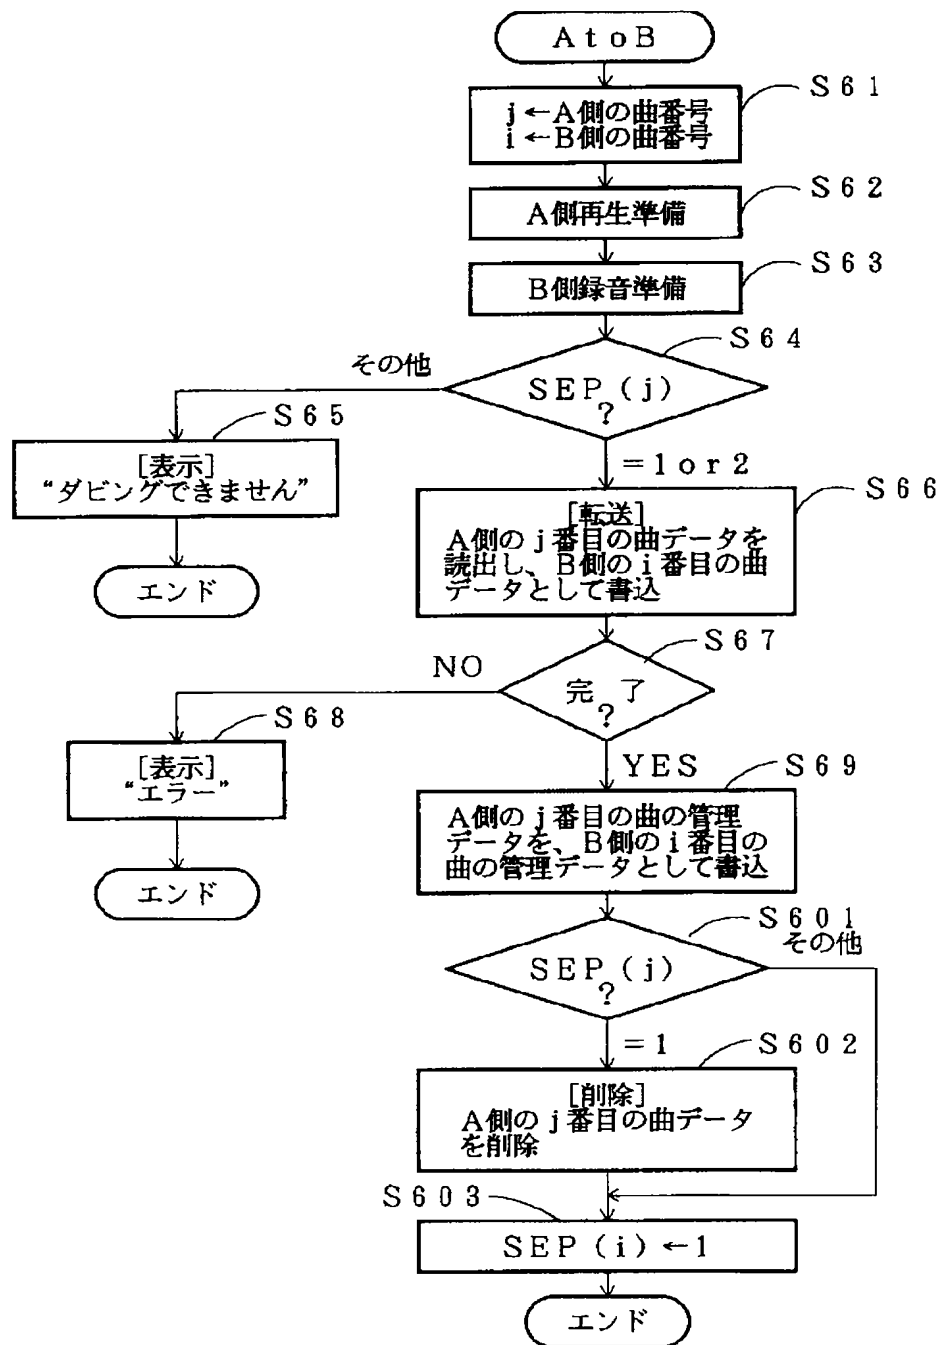 AtoB
S61
j←A側の曲番号
i←B側の曲番号
S62
A側再生準備
S63
B側録音準備
S64
その他
SEP(j)
?
S65
[表示]
“ダビングできません”
=1or2
S66
[転送]
A側のj番目の曲データを
読出し、B側のi番目の曲
データとして書込
エンド
S67
NO
完了
?
S68
[表示]
“エラー”
YES
S69
A側のj番目の曲の管理
データを、B側のi番目の
曲の管理データとして書込
エンド
S601
その他
SEP(j)
?
=1
S602
[削除]
A側のj番目の曲データ
を削除
S603
SEP(i)←1
エンド